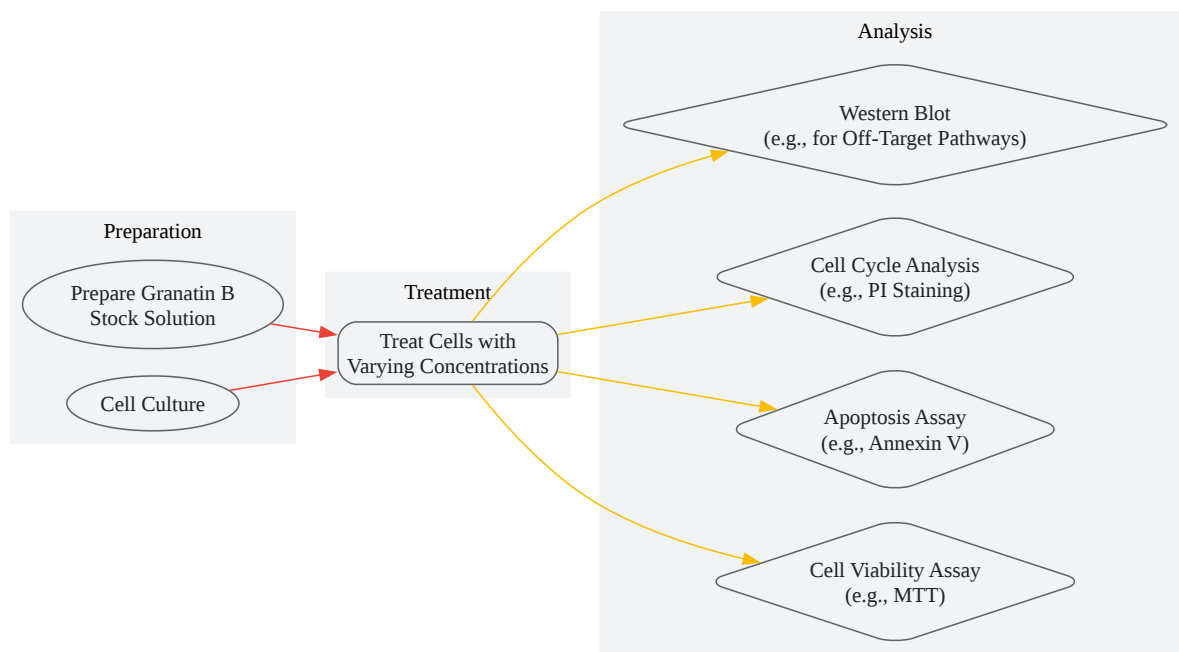 Preparation
Prepare Granatin B
Stock Solution
Cell Culture
Treatment
Treat Cells with
Varying Concentrations
Analysis
Western Blot
(e.g., for Off-Target Pathways)
Cell Cycle Analysis
(e.g., PI Staining)
Apoptosis Assay
(e.g., Annexin V)
Cell Viability Assay
(e.g., MTT)